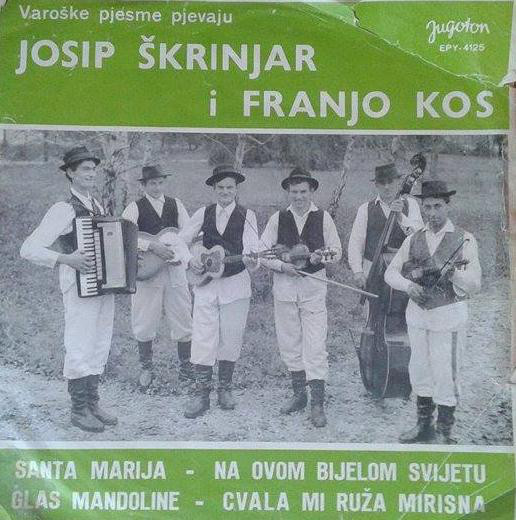 Varoške pjesme pjevaju
JOSIP ŠKRINJAR
i FRANJO KOS
Jugoton
EPY-4125
SANTA MARIJA - NA OVOM BIJELOM SVIJETU
GLAS MANDOLINE - CVALA MI RUŽA MIRISNA